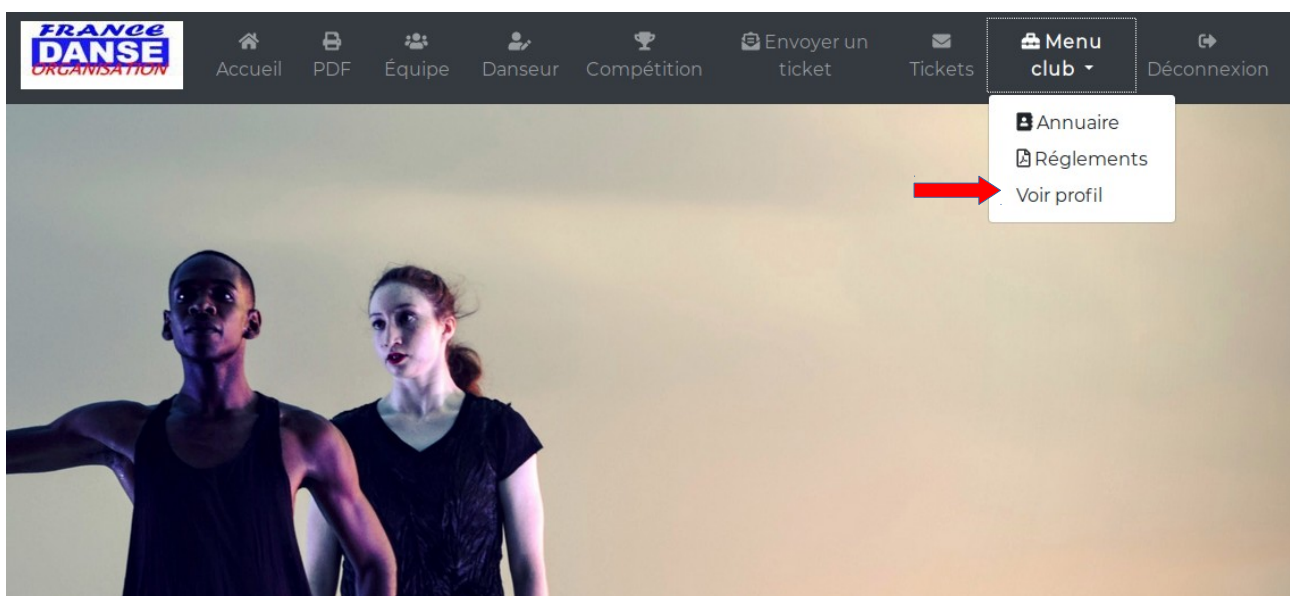 FRANCE
DANSE
ORGANISATION
Accueil
PDF
Équipe
Danseur
Compétition
Envoyer un
ticket
Tickets
Menu
club
Déconnexion
Annuaire
Réglements
Voir profil